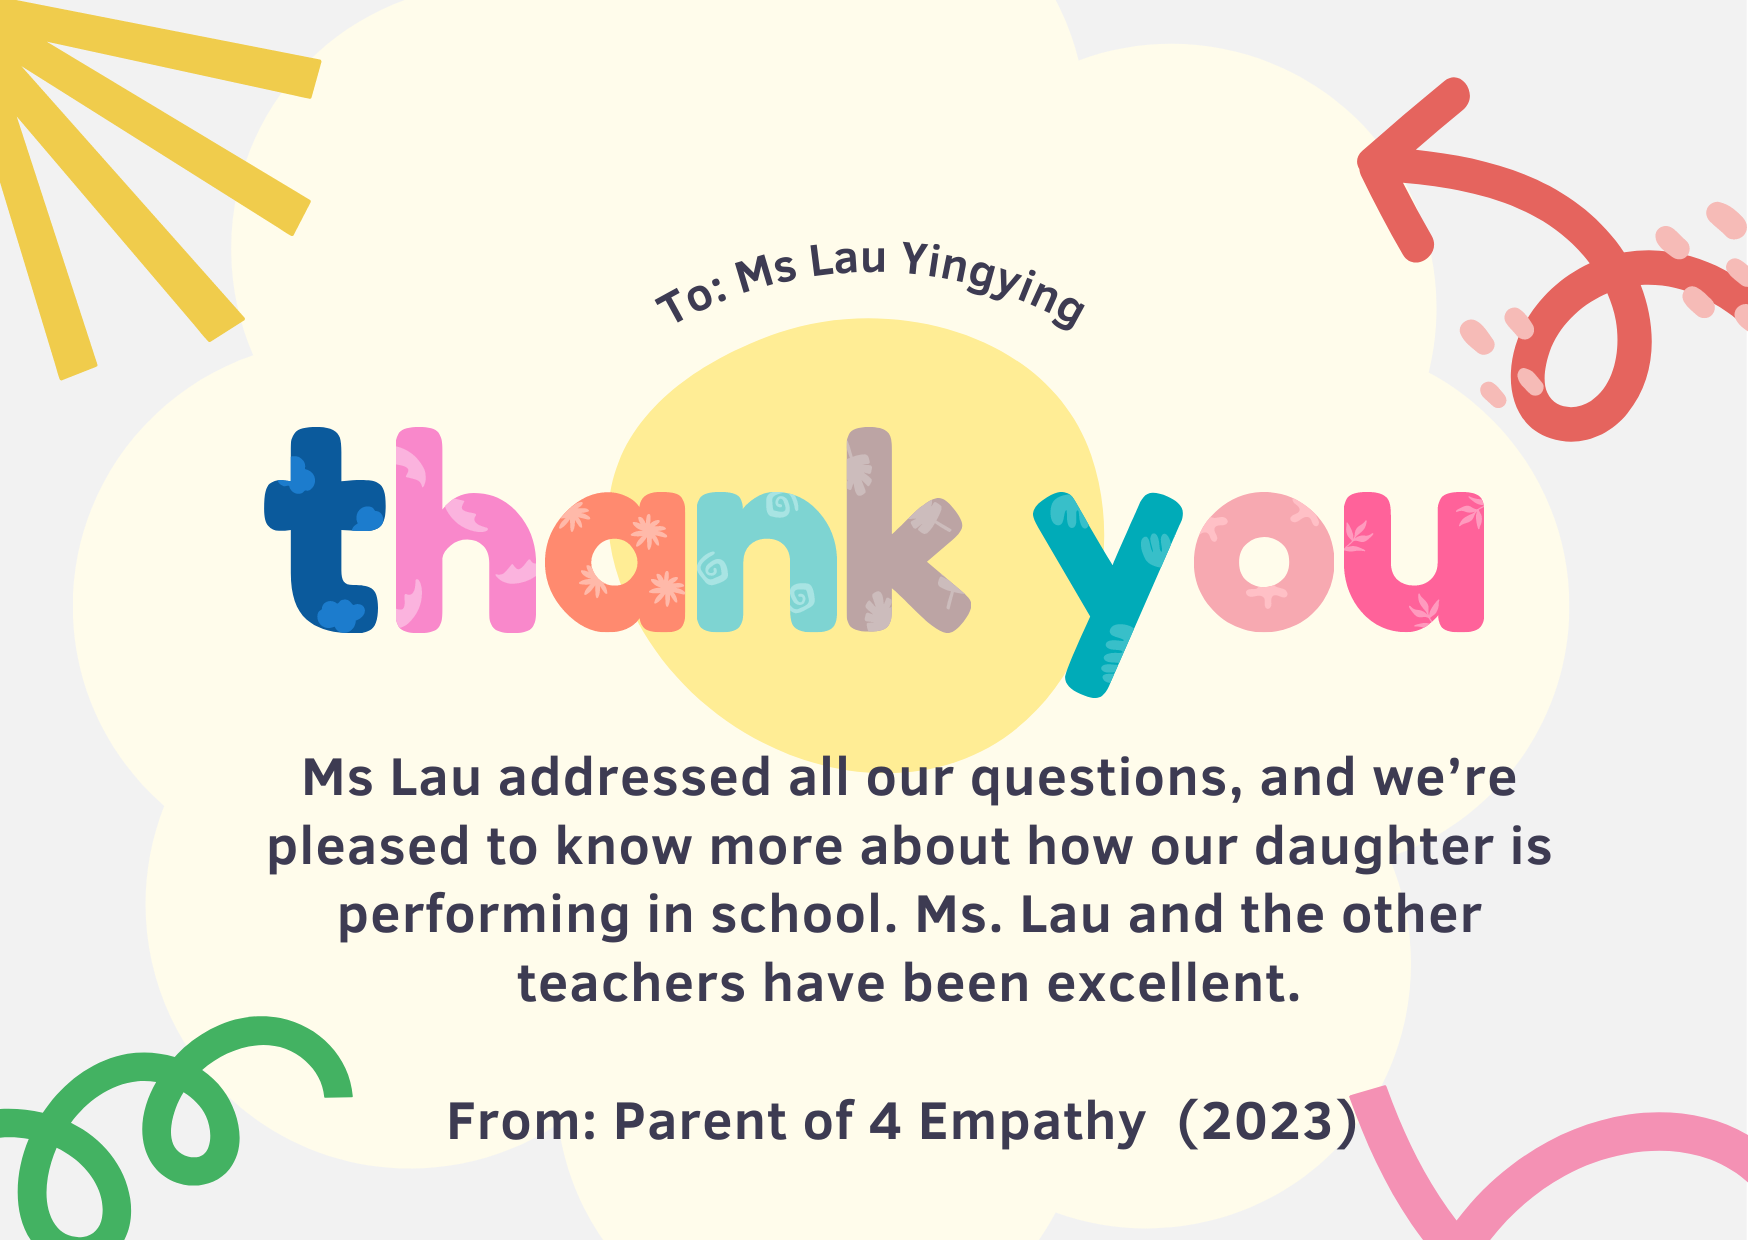 To: Ms Lau Yingying
thank you
Ms Lau addressed all our questions, and we’re
pleased to know more about how our daughter is
performing in school. Ms. Lau and the other
teachers have been excellent.
From: Parent of 4 Empathy (2023)